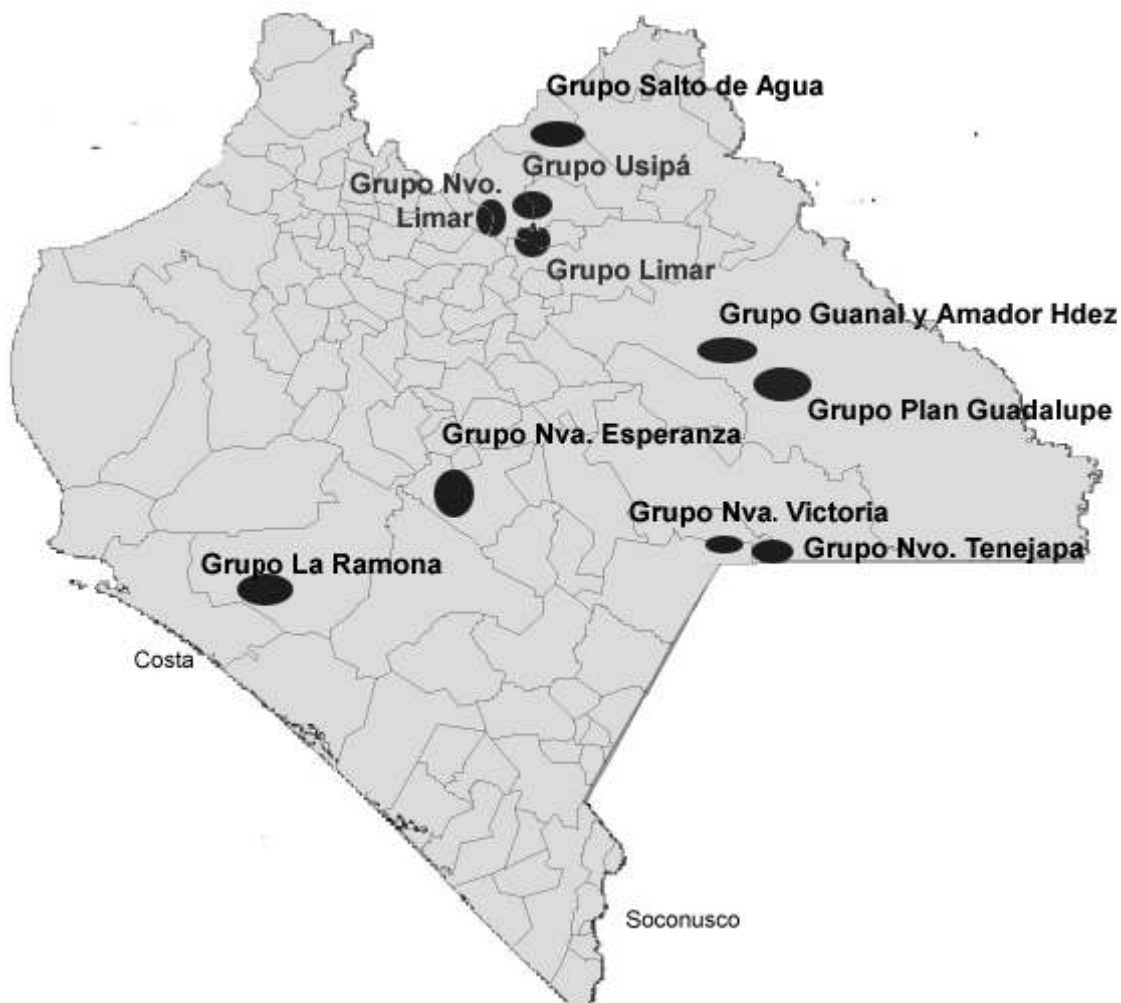 Grupo Salto de Agua
Grupo Usipá
Grupo Nvo.
Limar
Grupo Limar
Grupo Guanal y Amador Hdez
Grupo Plan Guadalupe
Grupo Nva. Esperanza
Grupo Nva. Victoria
Grupo Nvo. Tenejapa
Grupo La Ramona
Costa
Soconusco